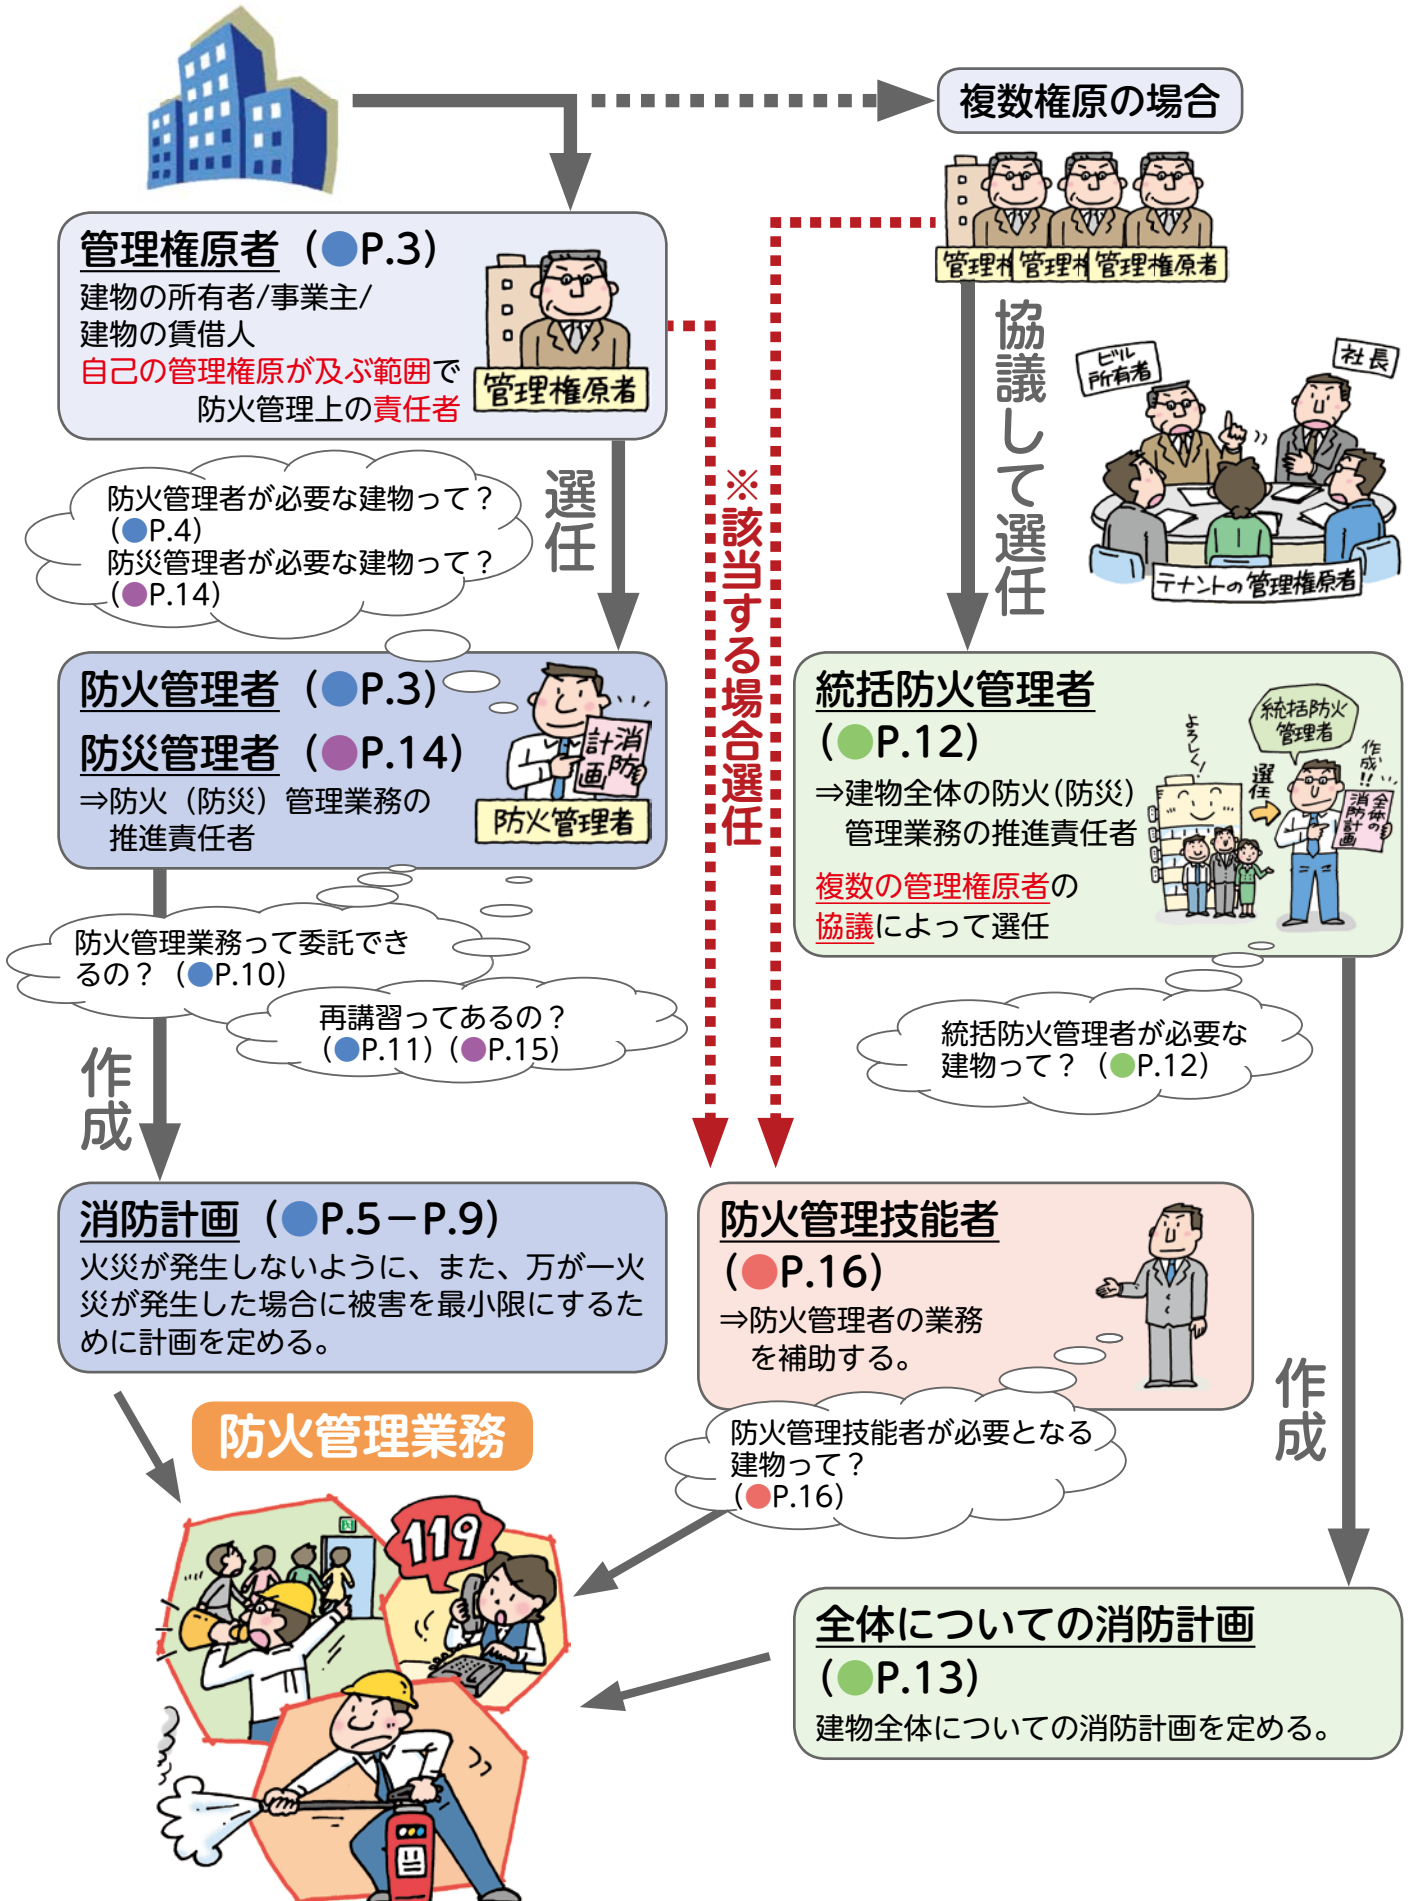 複数権原の場合
管理権原者（●P.3）
建物の所有者/事業主/
建物の賃借人
自己の管理権原が及ぶ範囲で
防火管理上の責任者
管理権原者
管理権
管理権
管理権原者
協議して選任
ビル
所有者
社長
テナントの管理権原者
選任
防火管理者が必要な建物って？
（●P.4）
防災管理者が必要な建物って？
（●P.14）
※該当する場合選任
防火管理者（●P.3）
防災管理者（●P.14）
⇒防火（防災）管理業務の
推進責任者
消防
計画
防火管理者
統括防火管理者
（●P.12）
⇒建物全体の防火（防災）
管理業務の推進責任者
複数の管理権原者の
協議によって選任
統括防火
管理者
よろしく！
選任
作成!!
全体の
消防計画
防火管理業務って委託でき
るの？（●P.10）
再講習ってあるの？
（●P.11）（●P.15）
統括防火管理者が必要な
建物って？（●P.12）
作成
消防計画（●P.5－P.9）
火災が発生しないように、また、万が一火
災が発生した場合に被害を最小限にするた
めに計画を定める。
防火管理技能者
（●P.16）
⇒防火管理者の業務
を補助する。
防火管理技能者が必要となる
建物って？
（●P.16）
作成
防火管理業務
119
全体についての消防計画
（●P.13）
建物全体についての消防計画を定める。